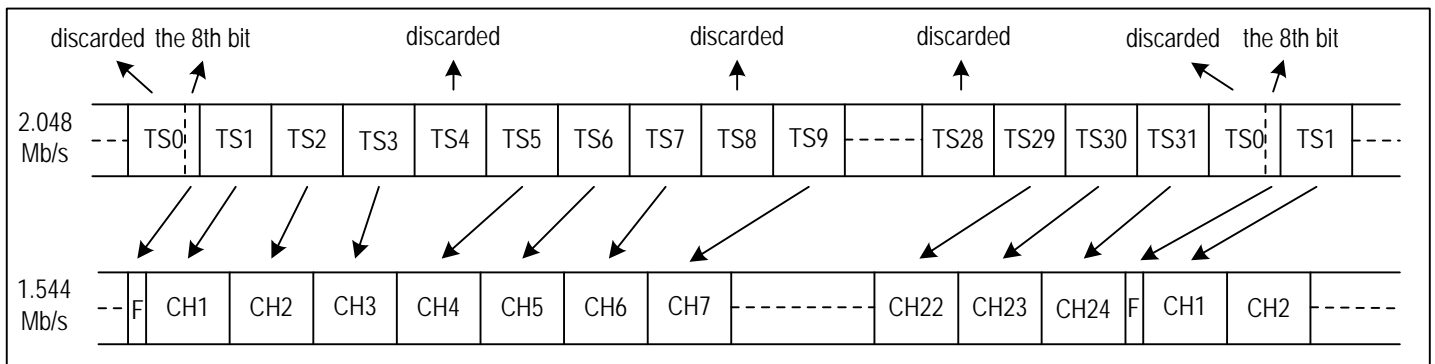 discarded the 8th bit discarded discarded discarded discarded the 8th bit
2.048 Mb/s TS0 TS1 TS2 TS3 TS4 TS5 TS6 TS7 TS8 TS9 TS28 TS29 TS30 TS31 TS0 TS1
1.544 Mb/s F CH1 CH2 CH3 CH4 CH5 CH6 CH7 CH22 CH23 CH24 F CH1 CH2